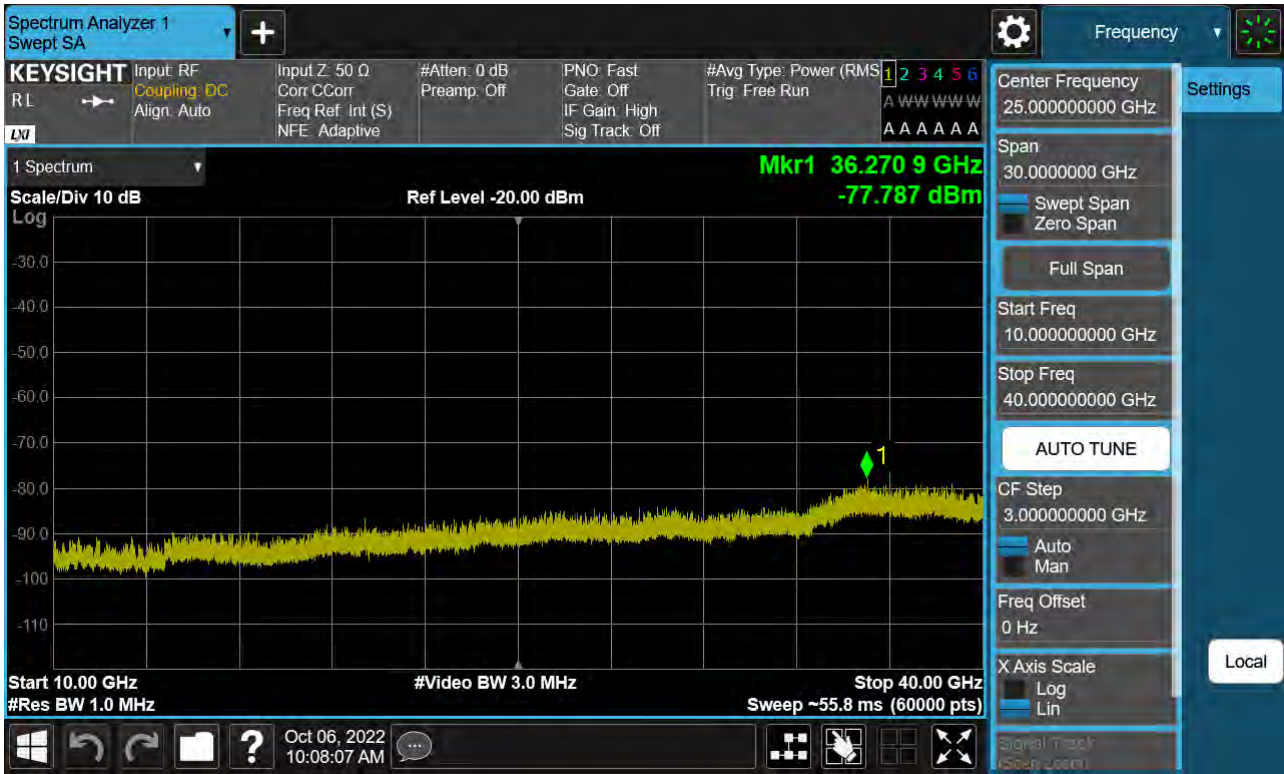 Spectrum Analyzer 1
Swept SA
Frequency
KEYSIGHT
RL
LXI
Input: RF
Coupling: DC
Align: Auto
Input Z: 50 Ω
Corr CCorr
Freq Ref: Int (S)
NFE: Adaptive
#Atten: 0 dB
Preamp: Off
PNO: Fast
Gate: Off
IF Gain: High
Sig Track: Off
#Avg Type: Power (RMS
Trig: Free Run
1 2 3 4 5 6
A W W W W W
A A A A A A
1 Spectrum
Mkr1 36.270 9 GHz
Scale/Div 10 dB
Ref Level -20.00 dBm
-77.787 dBm
Log
-30.0
-40.0
-50.0
-60.0
-70.0
1
-80.0
-90.0
-100
-110
Start 10.00 GHz
#Video BW 3.0 MHz
Stop 40.00 GHz
#Res BW 1.0 MHz
Sweep ~55.8 ms (60000 pts)
Center Frequency
25.000000000 GHz
Settings
Span
30.0000000 GHz
Swept Span
Zero Span
Full Span
Start Freq
10.000000000 GHz
Stop Freq
40.000000000 GHz
AUTO TUNE
CF Step
3.000000000 GHz
Auto
Man
Freq Offset
0 Hz
X Axis Scale
Log
Lin
Local
Signal Track
(Span Zoom)
?
Oct 06, 2022
10:08:07 AM